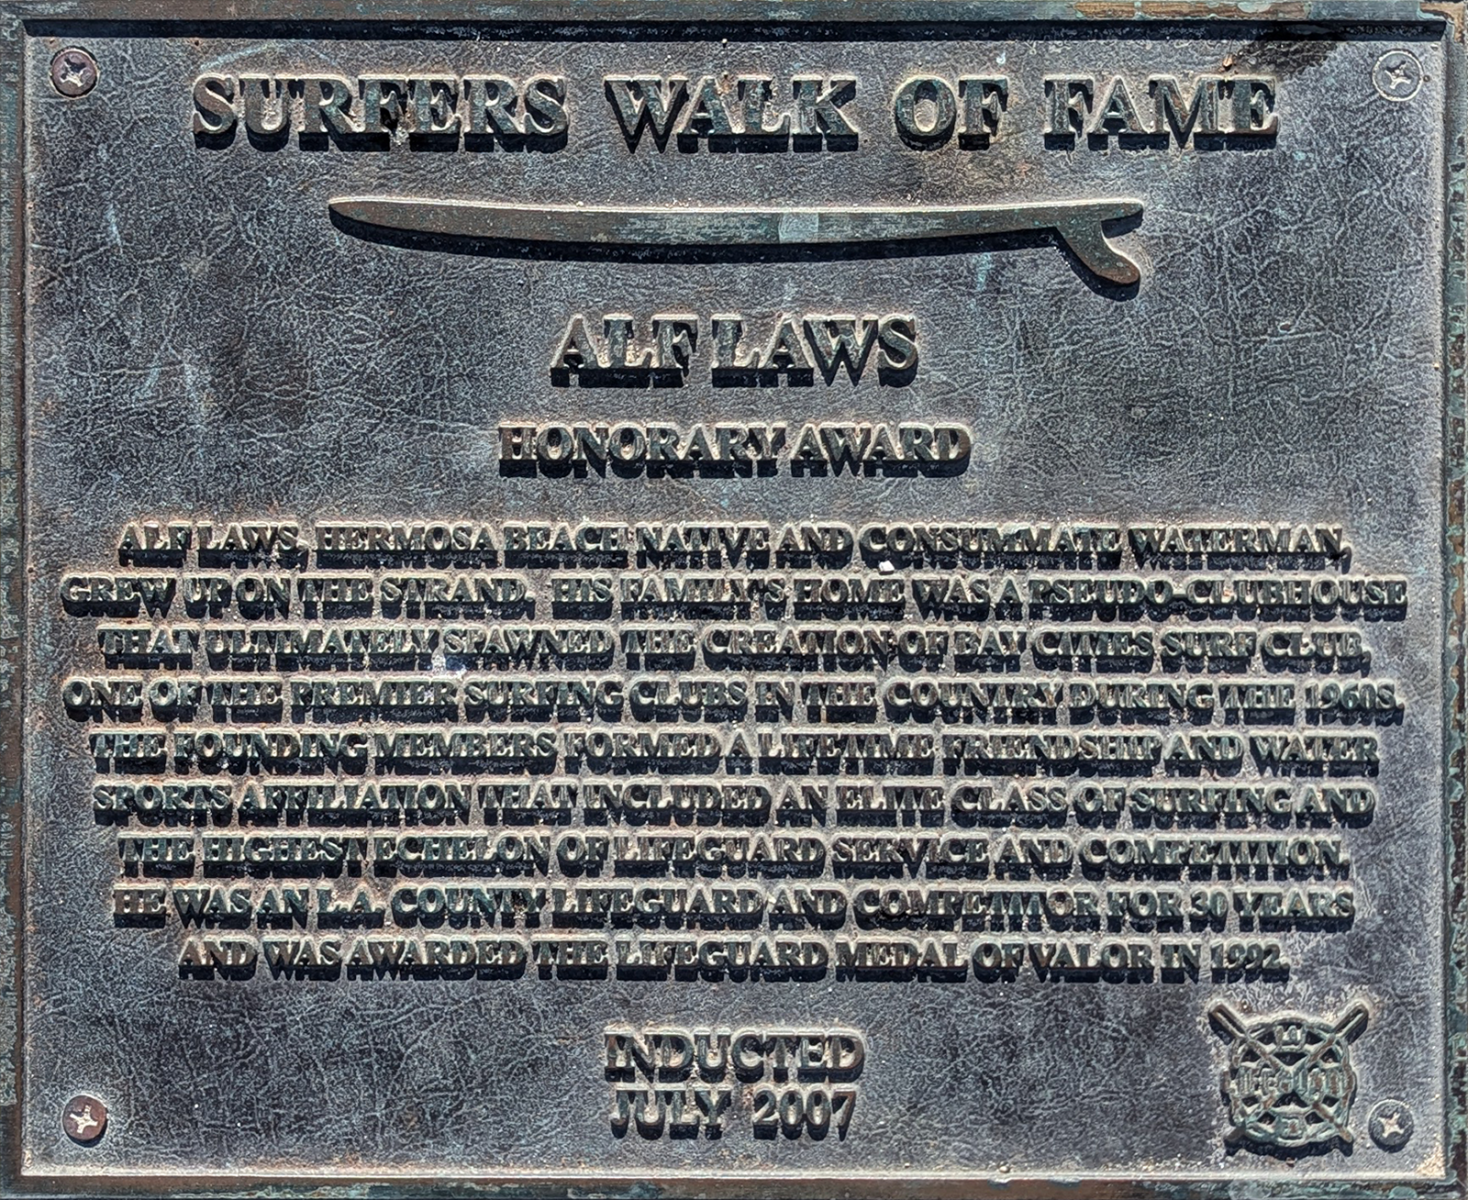 SURFERS WALK OF FAME
ALF LAWS
HONORARY AWARD
ALF LAWS, HERMOSA BEACH NATIVE AND CONSUMMATE WATERMAN,
GREW UP ON THE STRAND. HIS FAMILY'S HOME WAS A PSEUDO-CLUBHOUSE
THAT ULTIMATELY SPAWNED THE CREATION OF BAY CITIES SURF CLUB,
ONE OF THE PREMIER SURFING CLUBS IN THE COUNTRY DURING THE 1960S.
THE FOUNDING MEMBERS FORMED A LIFETIME FRIENDSHIP AND WATER
SPORTS AFFILIATION THAT INCLUDED AN ELITE CLASS OF SURFING AND
THE HIGHEST ECHELON OF LIFEGUARD SERVICE AND COMPETITION.
HE WAS AN L.A. COUNTY LIFEGUARD AND COMPETITOR FOR 30 YEARS
AND WAS AWARDED THE LIFEGUARD MEDAL OF VALOR IN 1992.
INDUCTED
JULY 2007